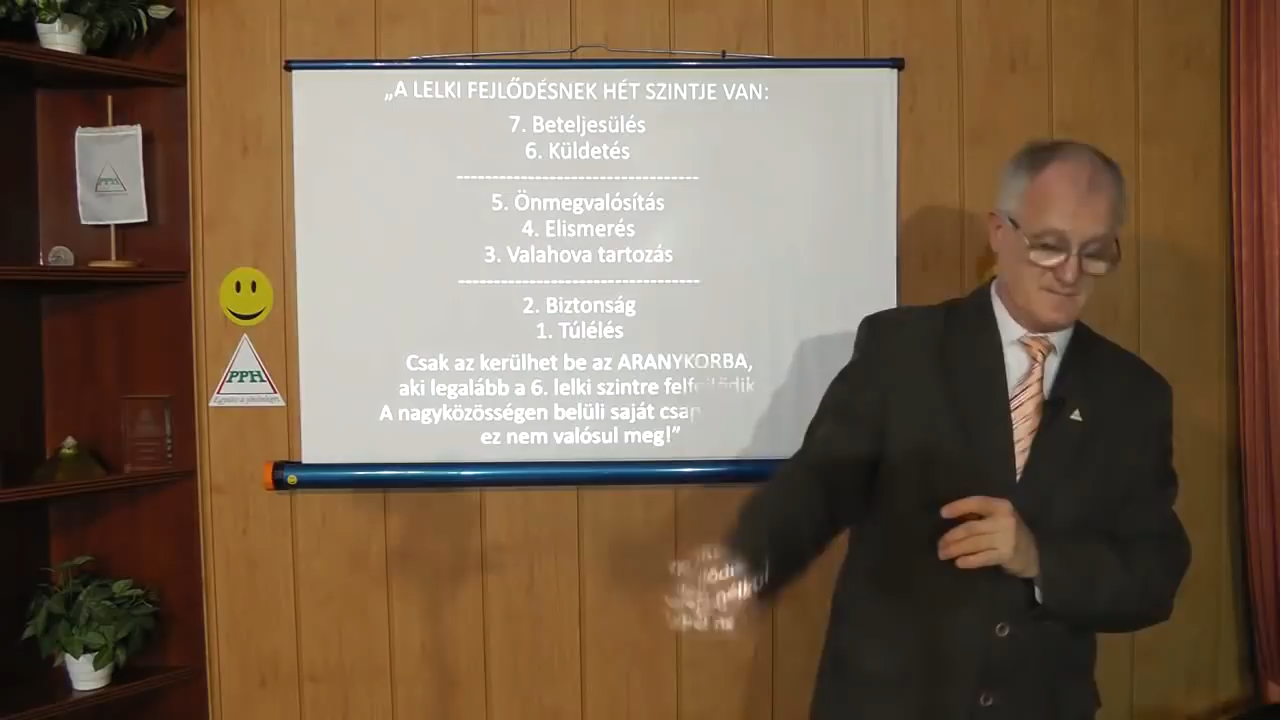 „A LELKI FEJLŐDÉSNEK HÉT SZINTJE VAN:
7. Beteljesülés
6. Küldetés
-------------------------------
5. Önmegvalósítás
4. Elismerés
3. Valahova tartozás
-------------------------------
2. Biztonság
1. Túlélés
Csak az kerülhet be az ARANYKORBA,
aki legalább a 6. lelki szintre felfejlődik
A nagyközösségen belüli saját
ez nem valósul meg!”
PPH
PPH